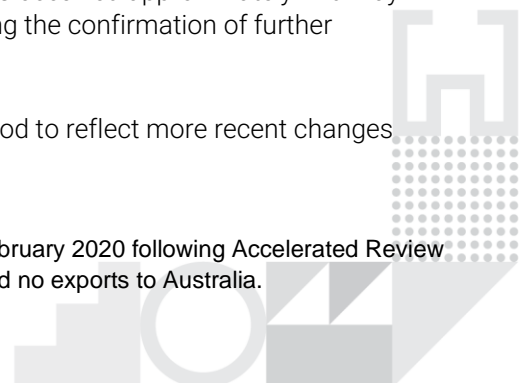 ng the confirmation of further
od to reflect more recent changes
bruary 2020 following Accelerated Review
d no exports to Australia.